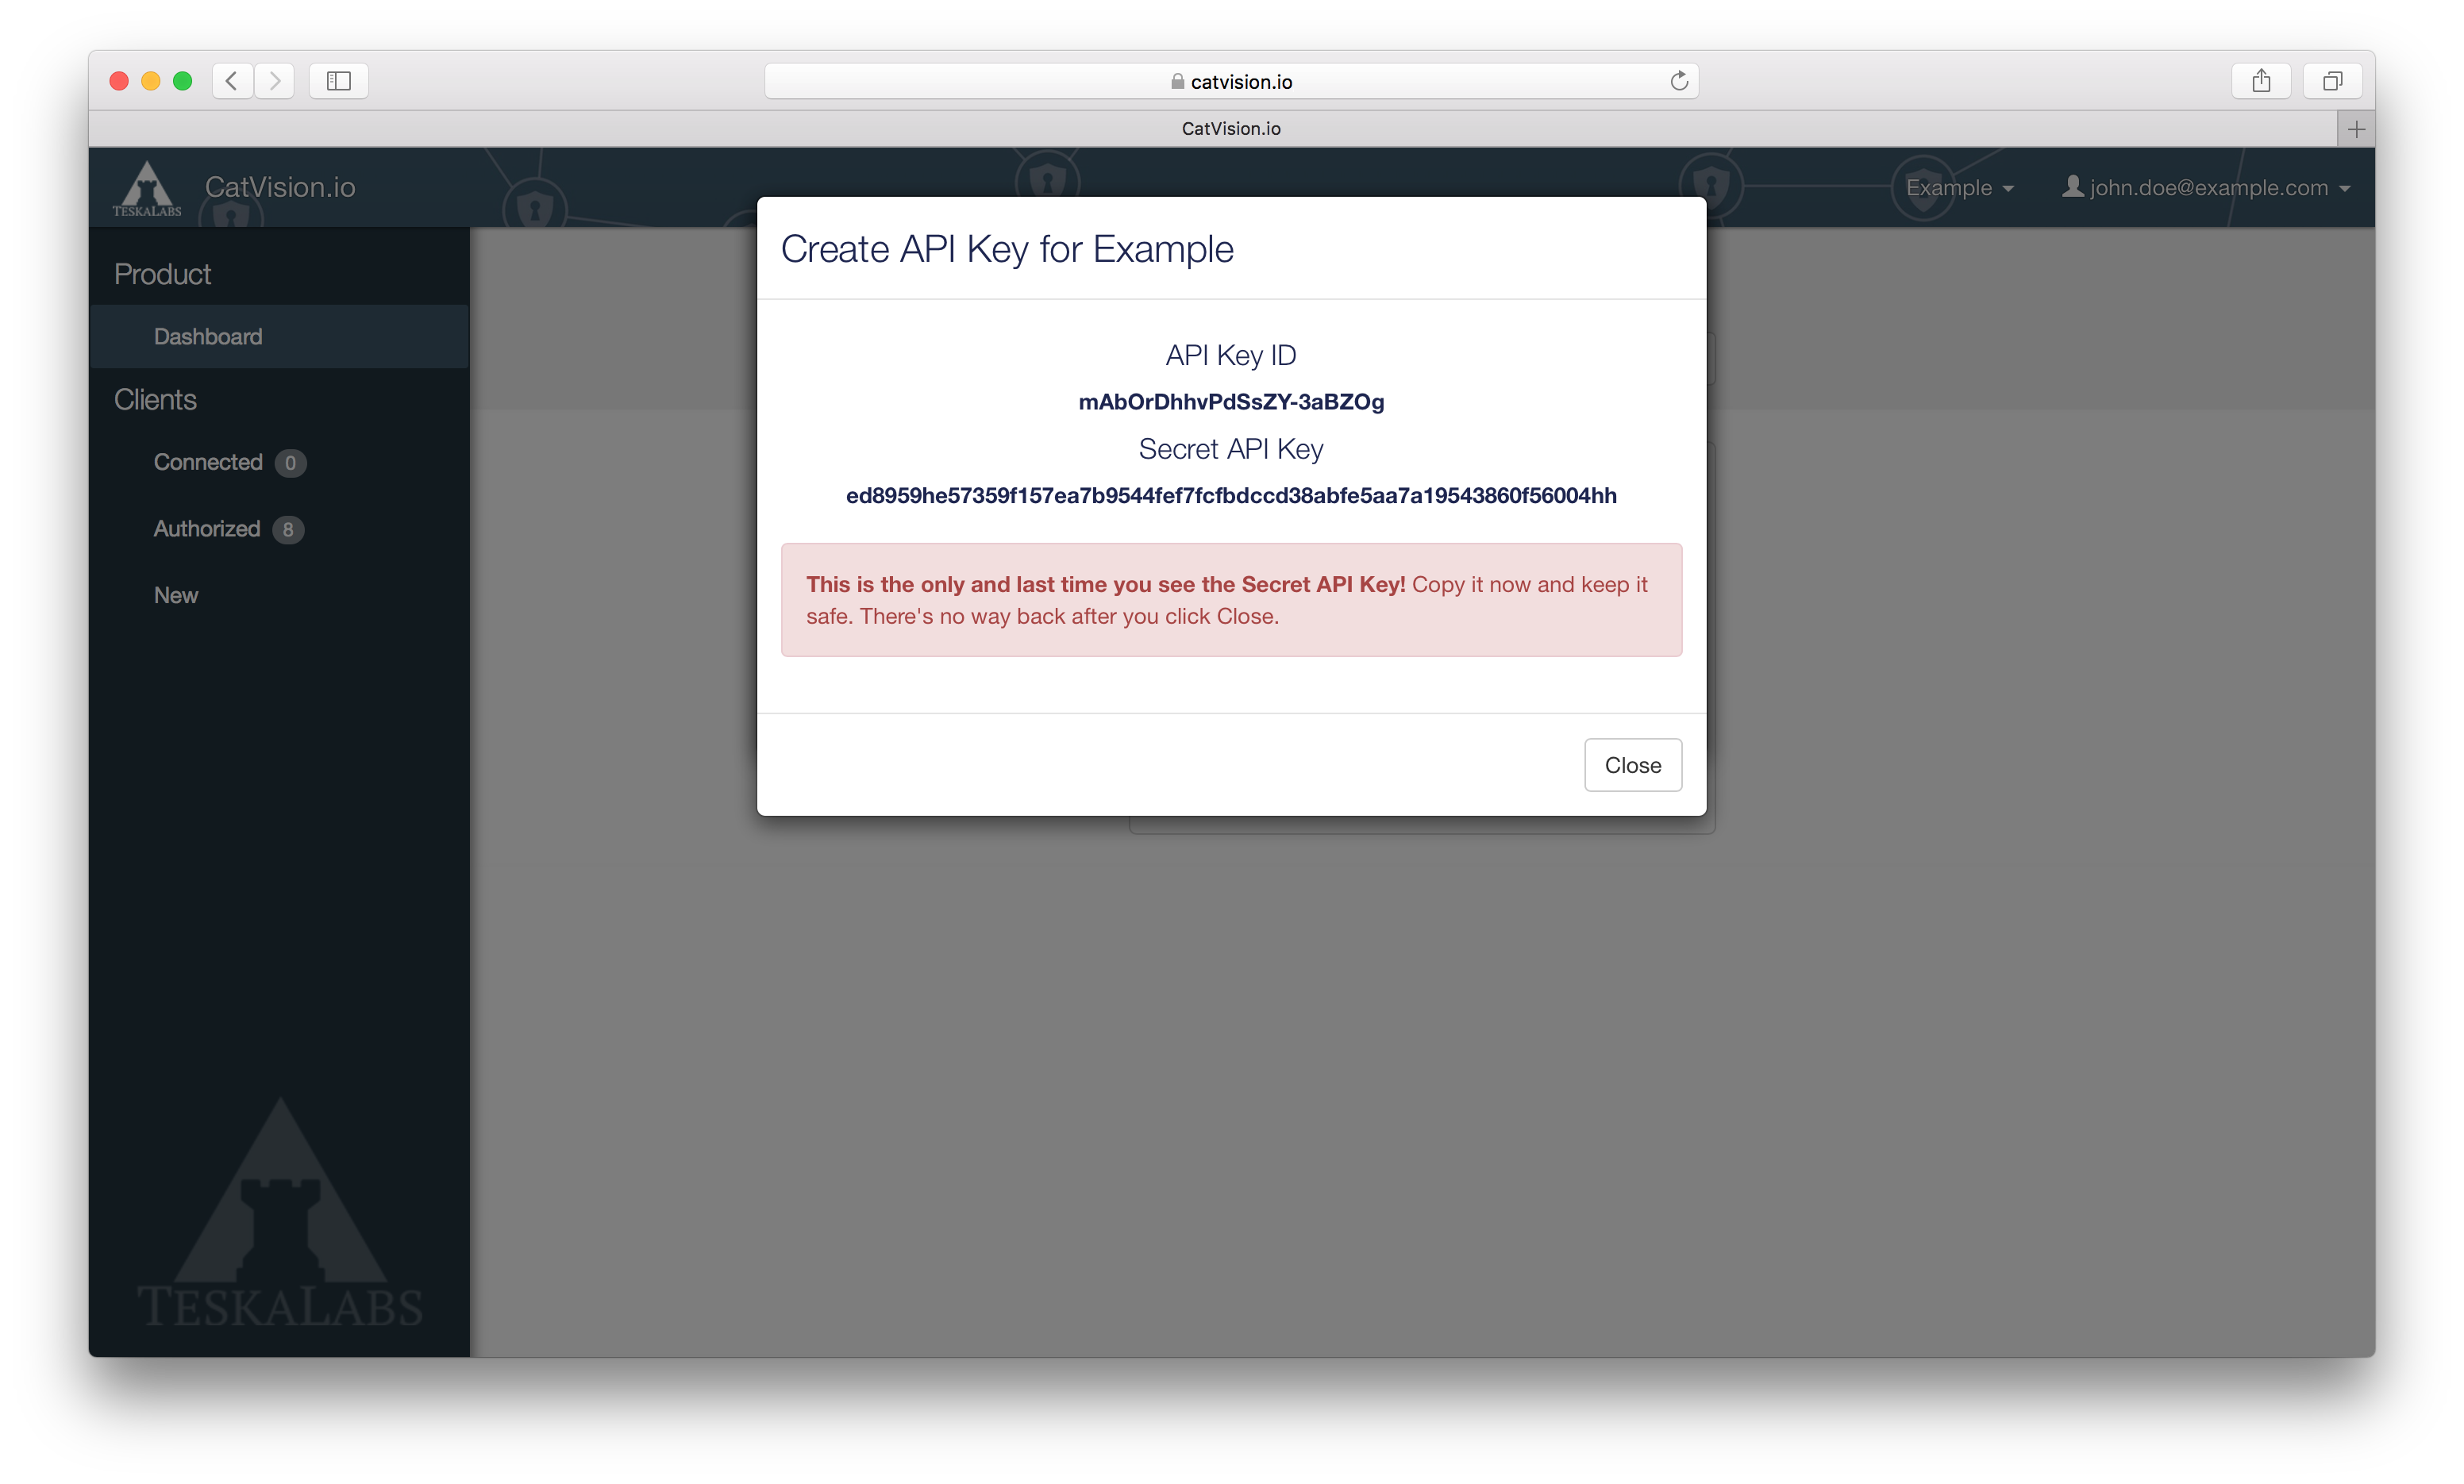 catvision.io
CatVision.io
TESKALABS
CatVision.io
Example
john.doe@example.com
Product
Dashboard
Clients
Connected 0
Authorized 8
New
TESKALABS
Create API Key for Example
API Key ID
mAbOrDhhvPdSsZY-3aBZOg
Secret API Key
ed8959he57359f157ea7b9544fef7fcfbdccd38abfe5aa7a19543860f56004hh
This is the only and last time you see the Secret API Key! Copy it now and keep it
safe. There's no way back after you click Close.
Close